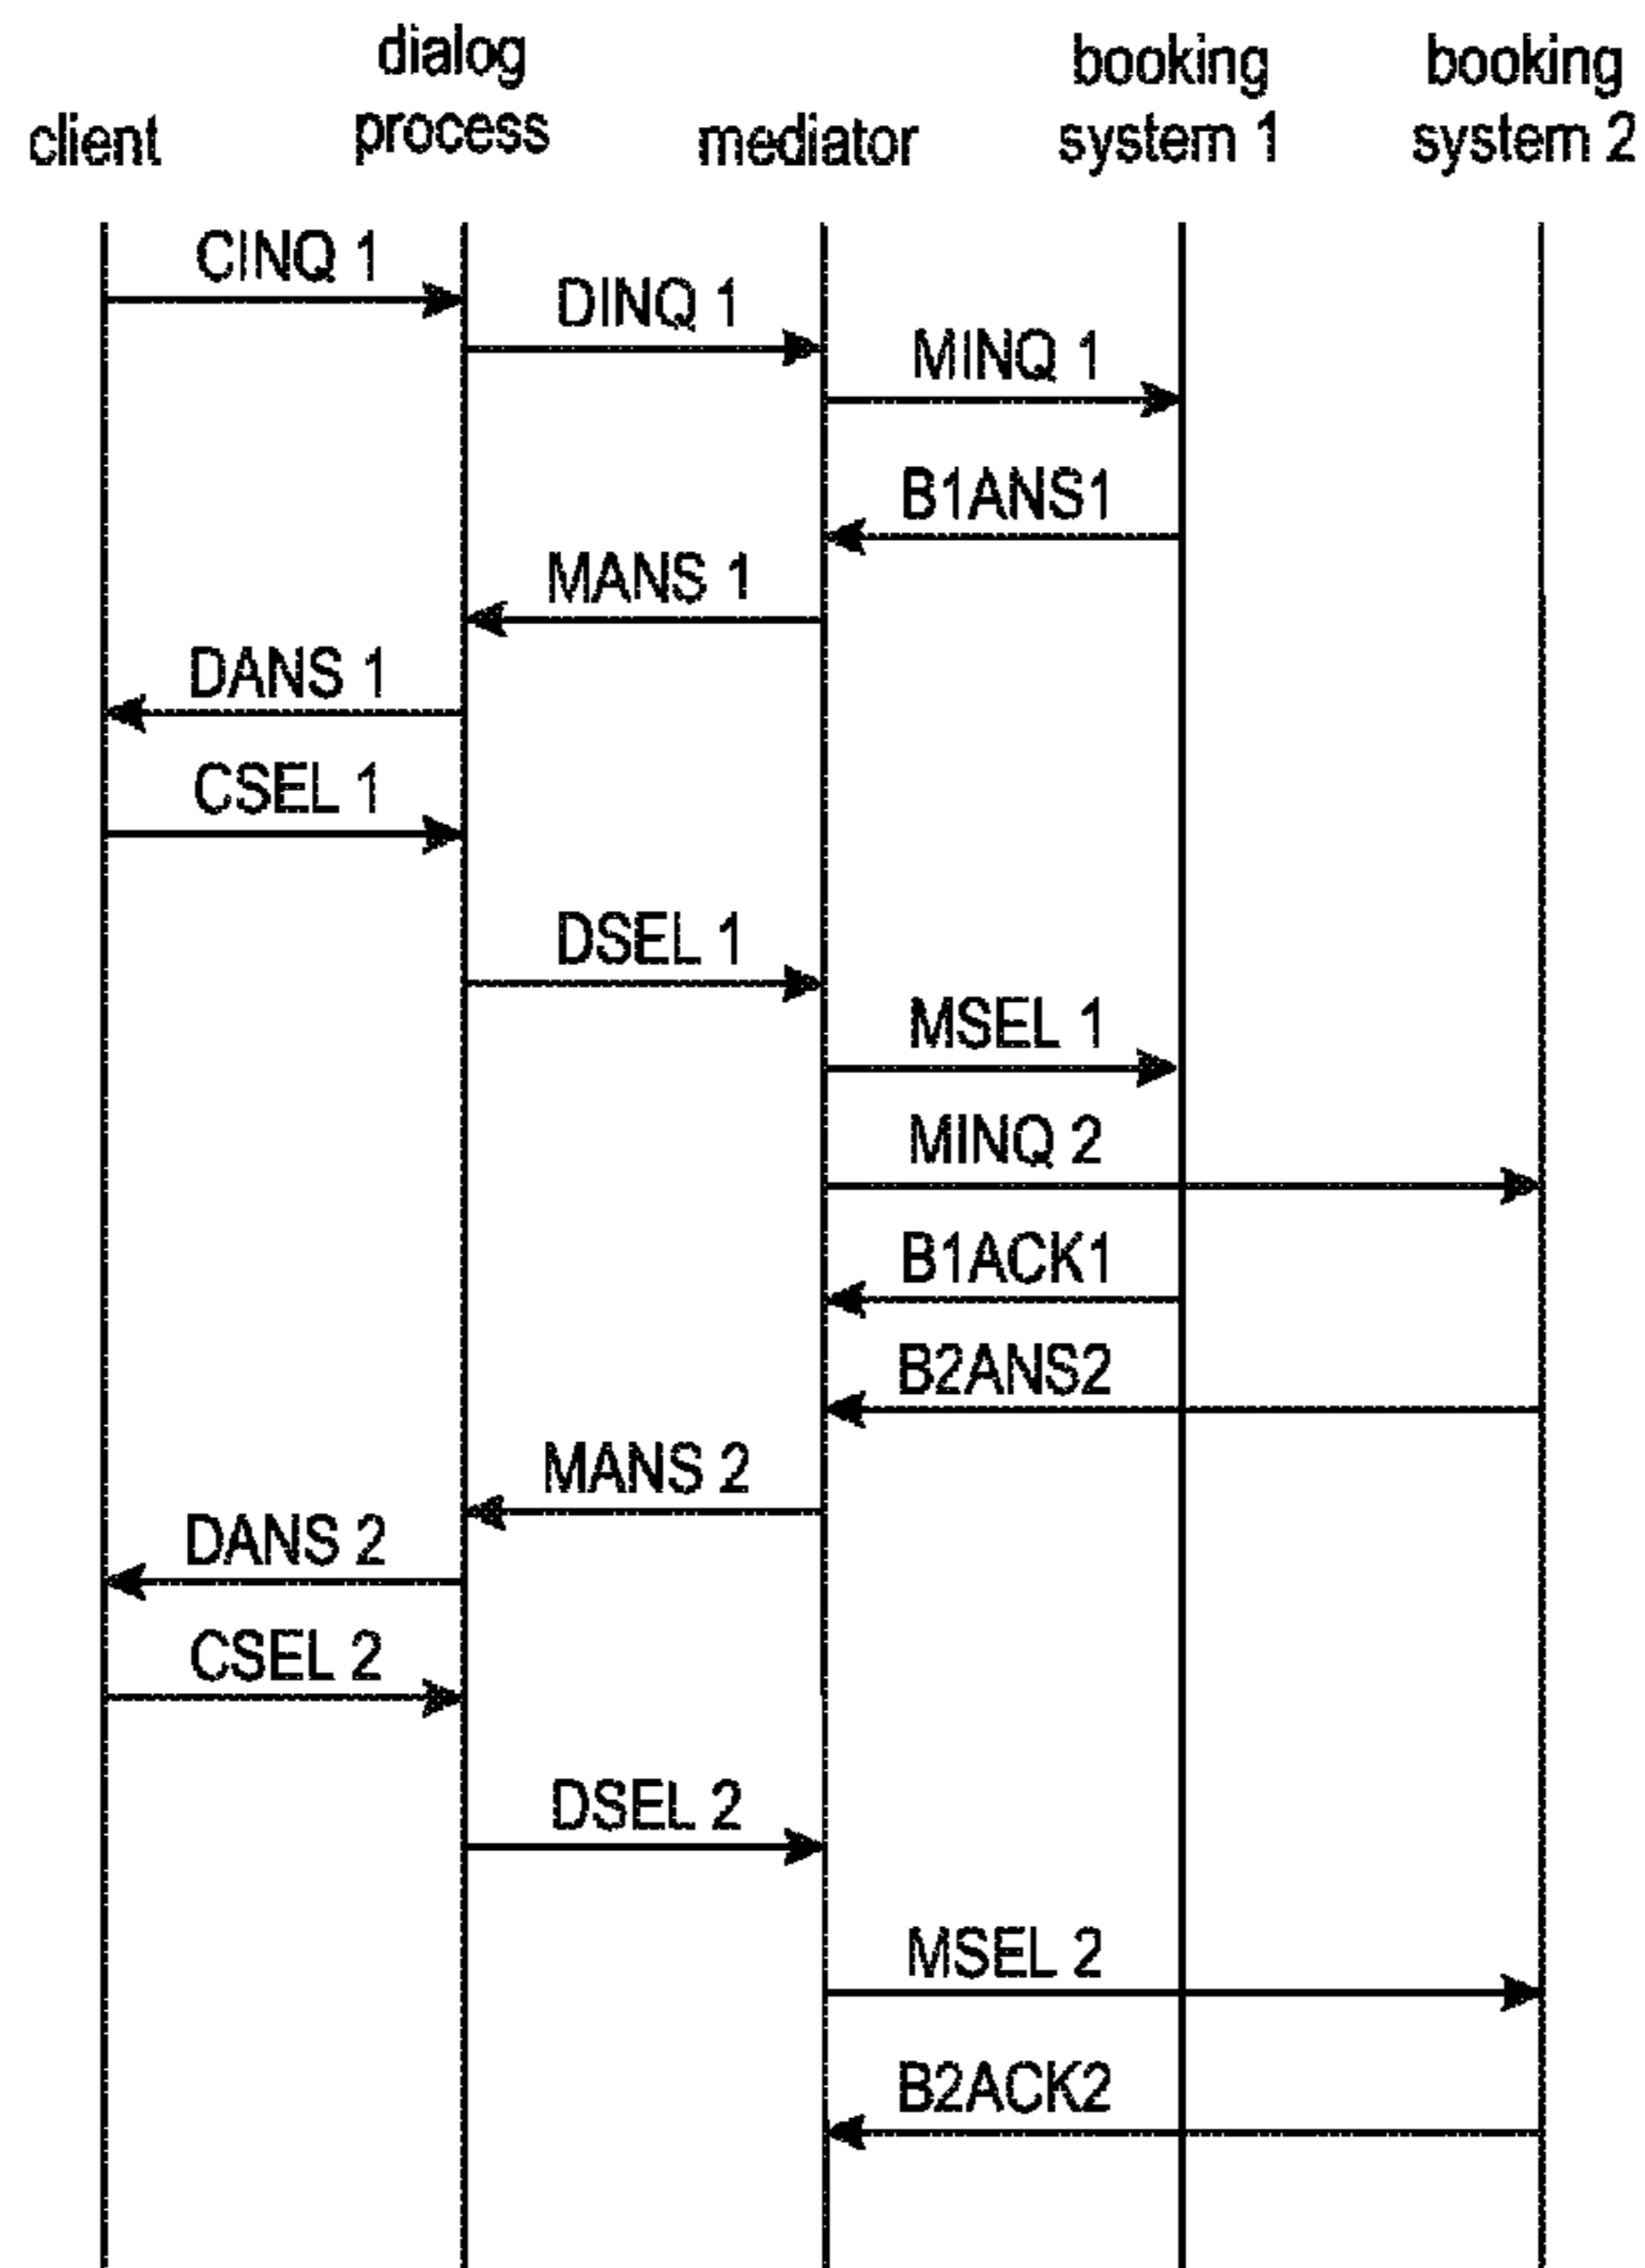 client
dialog
process
mediator
booking
system 1
booking
system 2
CINQ 1
DINQ 1
MINQ 1
B1ANS1
MANS 1
DANS 1
CSEL 1
DSEL 1
MSEL 1
MINQ 2
B1ACK1
B2ANS2
MANS 2
DANS 2
CSEL 2
DSEL 2
MSEL 2
B2ACK2